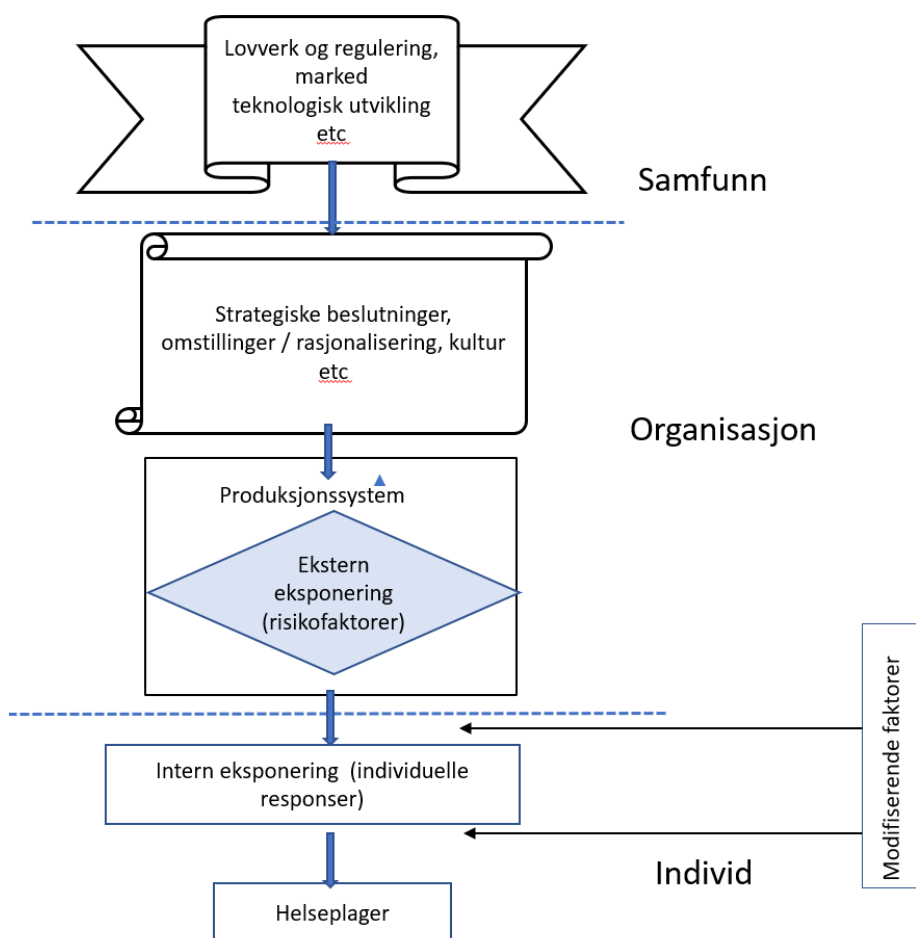 Lovverk og regulering,
marked
teknologisk utvikling
etc
Samfunn
Strategiske beslutninger,
omstillinger / rasjonalisering, kultur
etc
Organisasjon
Produksjonssystem
Ekstern
eksponering
(risikofaktorer)
Modifiserende faktorer
Intern eksponering (individuelle
responser)
Individ
Helseplager